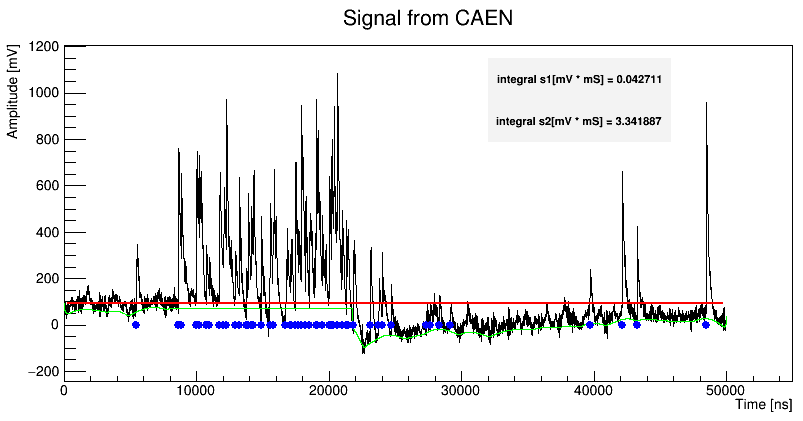 Signal from CAEN
Amplitude [mV]
1200
1000
800
600
400
200
0
−200
integral s1[mV * mS] = 0.042711
integral s2[mV * mS] = 3.341887
0 10000 20000 30000 40000 50000
Time [ns]